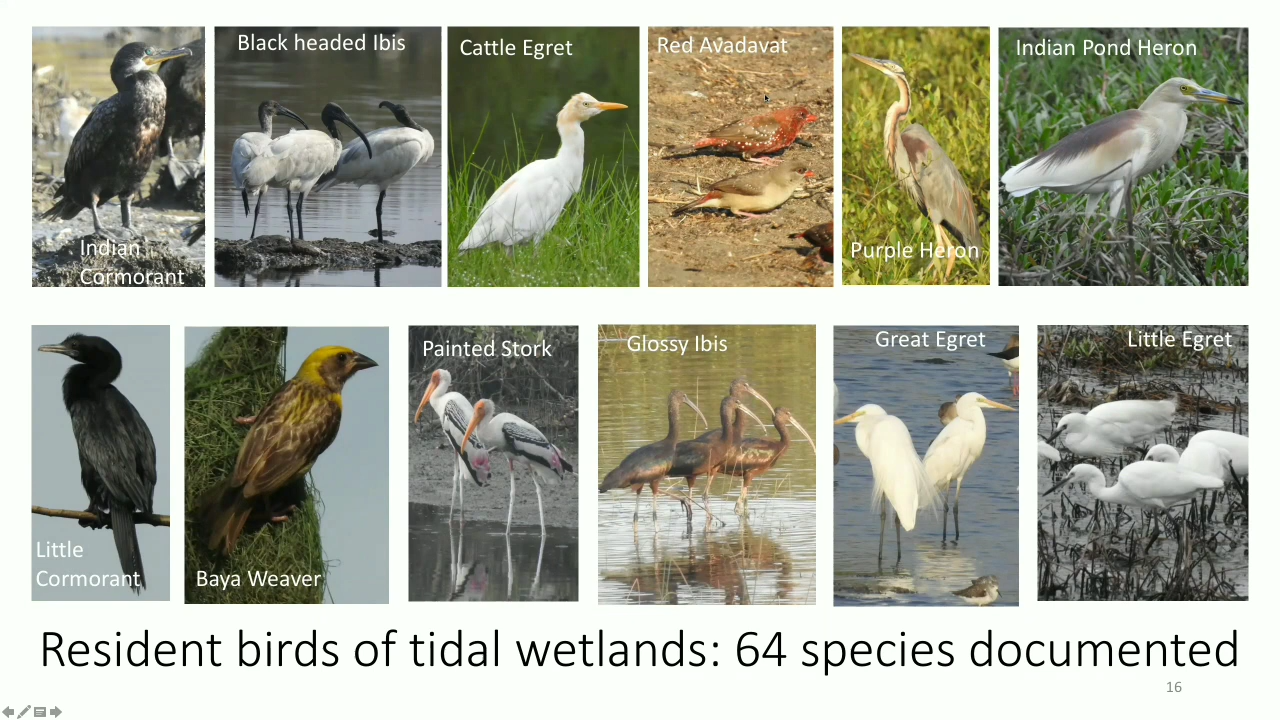 Black headed Ibis
Cattle Egret
Red Avadavat
Indian Pond Heron
Indian
Cormorant
Purple Heron
Little
Cormorant
Baya Weaver
Painted Stork
Glossy Ibis
Great Egret
Little Egret
Resident birds of tidal wetlands: 64 species documented
16